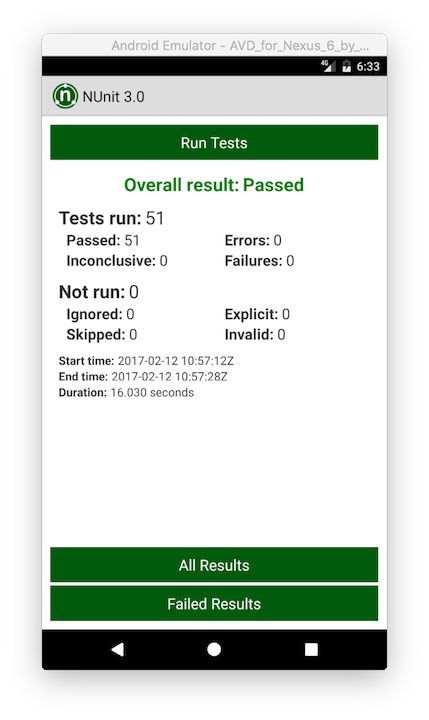 Android Emulator - AVD_for_Nexus_6_by_...
4G 6:33
n NUnit 3.0
Run Tests
Overall result: Passed
Tests run: 51
Passed: 51 Errors: 0
Inconclusive: 0 Failures: 0
Not run: 0
Ignored: 0 Explicit: 0
Skipped: 0 Invalid: 0
Start time: 2017-02-12 10:57:12Z
End time: 2017-02-12 10:57:28Z
Duration: 16.030 seconds
All Results
Failed Results